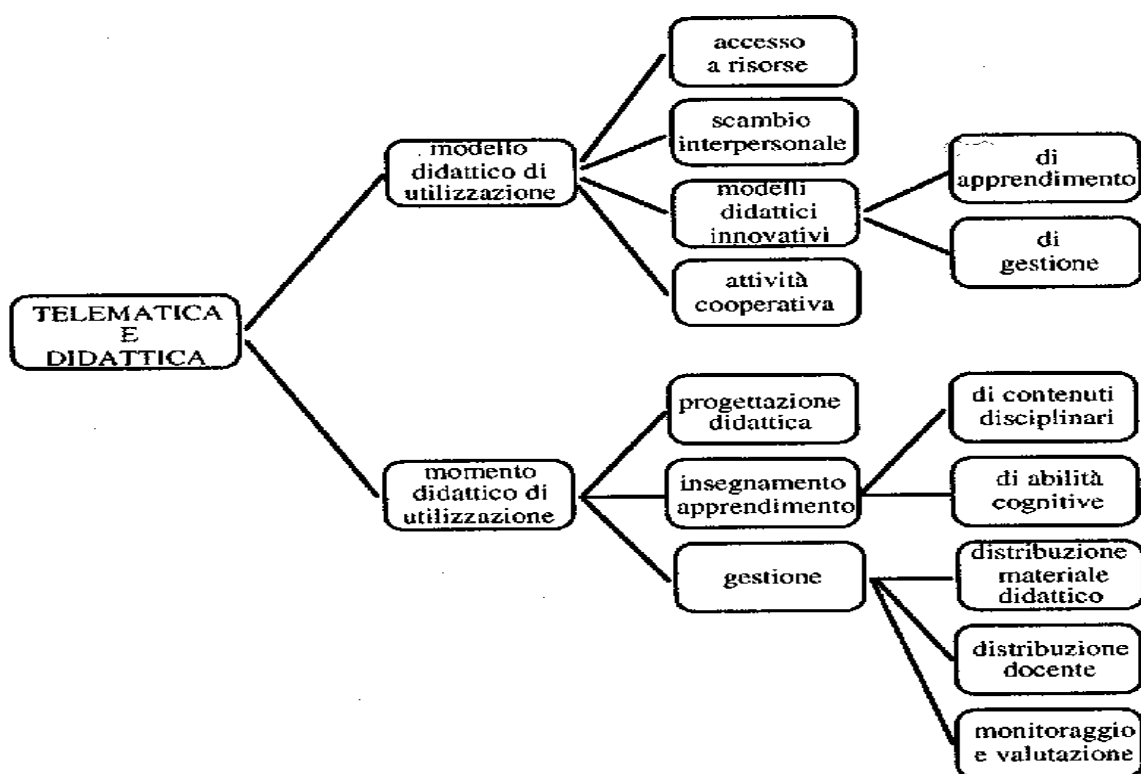 TELEMATICA
E
DIDATTICA
modello
didattico di
utilizzazione
accesso
a risorse
scambio
interpersonale
modelli
didattici
innovativi
attività
cooperativa
di
apprendimento
di
gestione
momento
didattico di
utilizzazione
progettazione
didattica
insegnamento
apprendimento
gestione
di contenuti
disciplinari
di abilità
cognitive
distribuzione
materiale
didattico
distribuzione
docente
monitoraggio
e valutazione